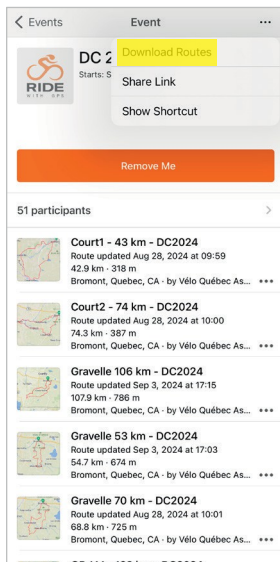 Events
Event
...
RIDE
WITH GPS
DC 2
Starts: S
Download Routes
Share Link
Show Shortcut
Remove Me
51 participants
Court1 - 43 km - DC2024
Route updated Aug 28, 2024 at 09:59
42.9 km · 318 m
Bromont, Quebec, CA · by Vélo Québec As... •••
Court2 - 74 km - DC2024
Route updated Aug 28, 2024 at 10:00
74.3 km · 387 m
Bromont, Quebec, CA · by Vélo Québec As... •••
Gravelle 106 km - DC2024
Route updated Sep 3, 2024 at 17:15
107.9 km · 786 m
Bromont, Quebec, CA · by Vélo Québec As... •••
Gravelle 53 km - DC2024
Route updated Sep 3, 2024 at 17:03
54.7 km · 674 m
Bromont, Quebec, CA · by Vélo Québec As... •••
Gravelle 70 km - DC2024
Route updated Aug 28, 2024 at 10:01
68.8 km · 725 m
Bromont, Quebec, CA · by Vélo Québec As... •••